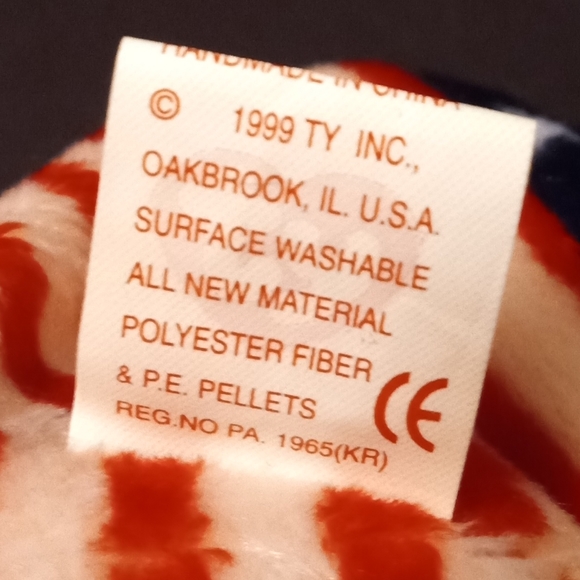 HANDMADE IN CHINA
© 1999 TY INC.,
OAKBROOK, IL. U.S.A.
SURFACE WASHABLE
ALL NEW MATERIAL
POLYESTER FIBER
& P.E. PELLETS
REG.NO PA. 1965(KR)
CE